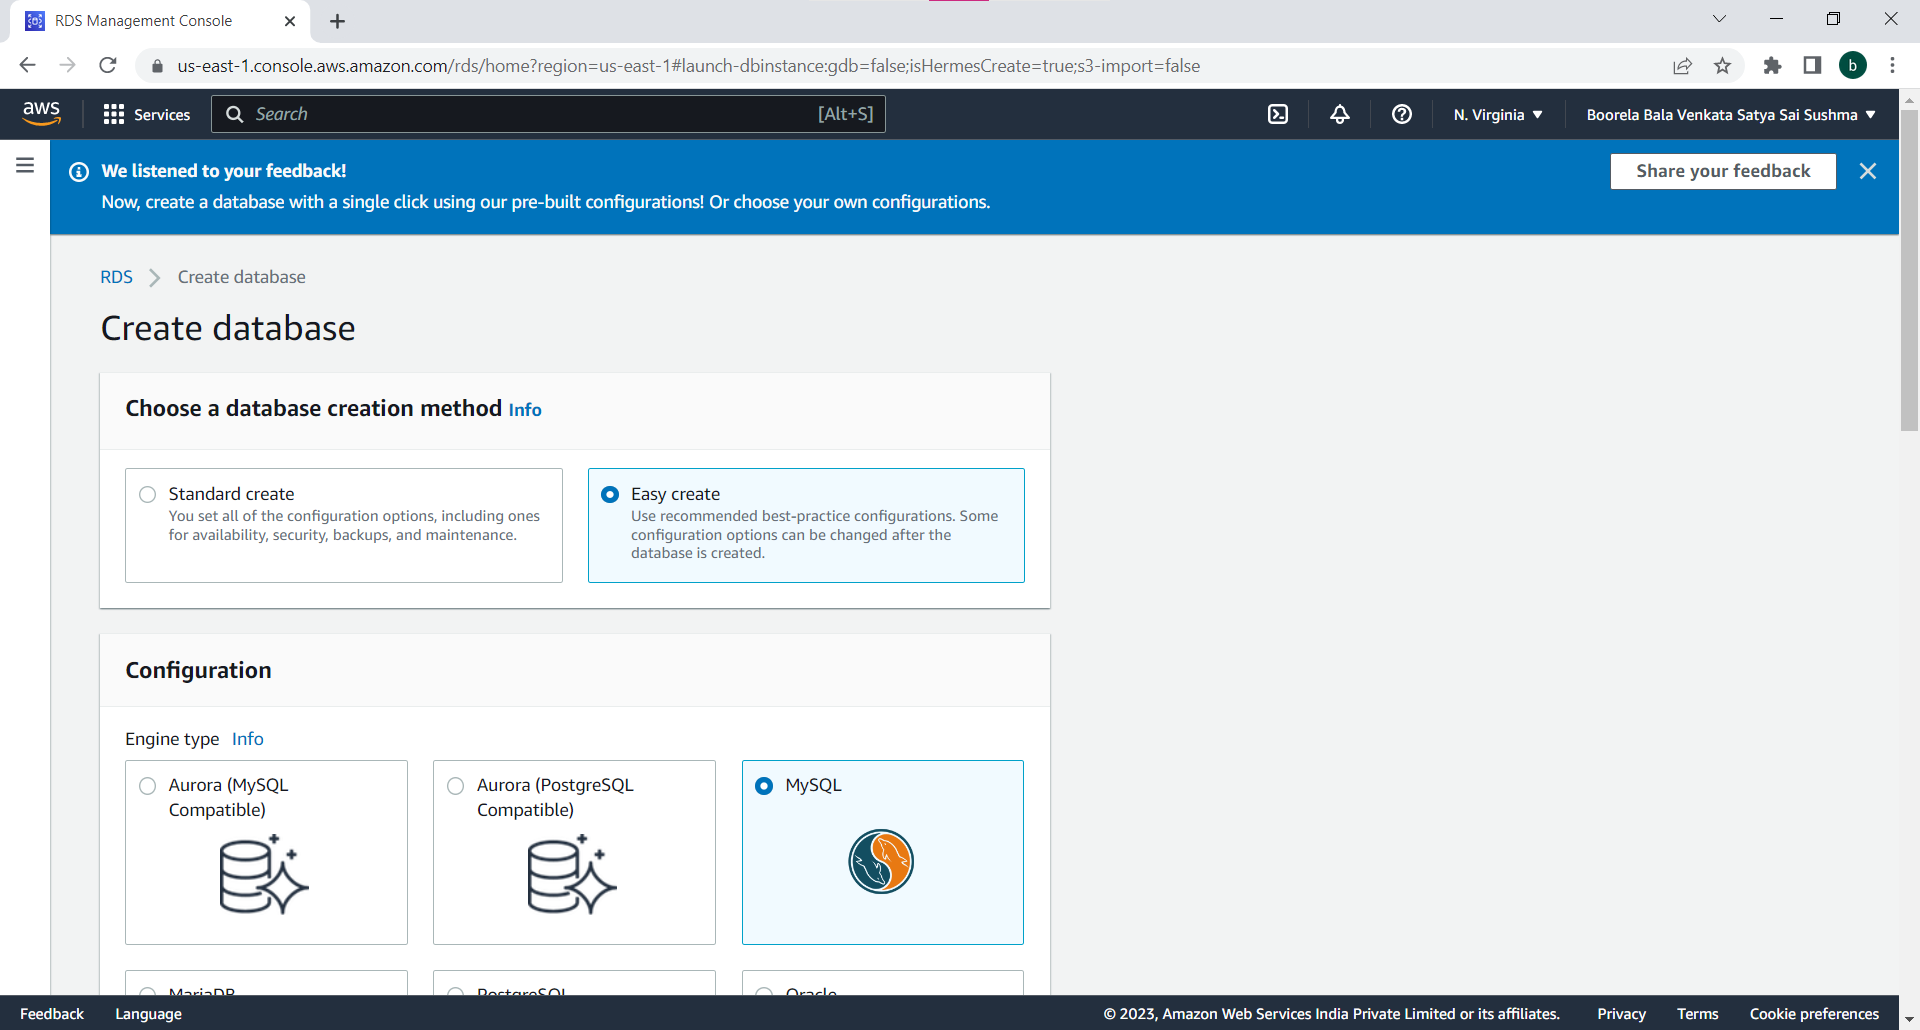 RDS Management Console
us-east-1.console.aws.amazon.com/rds/home?region=us-east-1#launch-dbinstance:gdb=false;isHermesCreate=true;s3-import=false
b
aws
Services
Search
[Alt+S]
N. Virginia
Boorela Bala Venkata Satya Sai Sushma
We listened to your feedback!
Now, create a database with a single click using our pre-built configurations! Or choose your own configurations.
Share your feedback
RDS
Create database
Create database
Choose a database creation method Info
Standard create
You set all of the configuration options, including ones
for availability, security, backups, and maintenance.
Easy create
Use recommended best-practice configurations. Some
configuration options can be changed after the
database is created.
Configuration
Engine type Info
Aurora (MySQL
Compatible)
Aurora (PostgreSQL
Compatible)
MySQL
MariaDB
PostgreSQL
Oracle
Feedback
Language
© 2023, Amazon Web Services India Private Limited or its affiliates.
Privacy
Terms
Cookie preferences